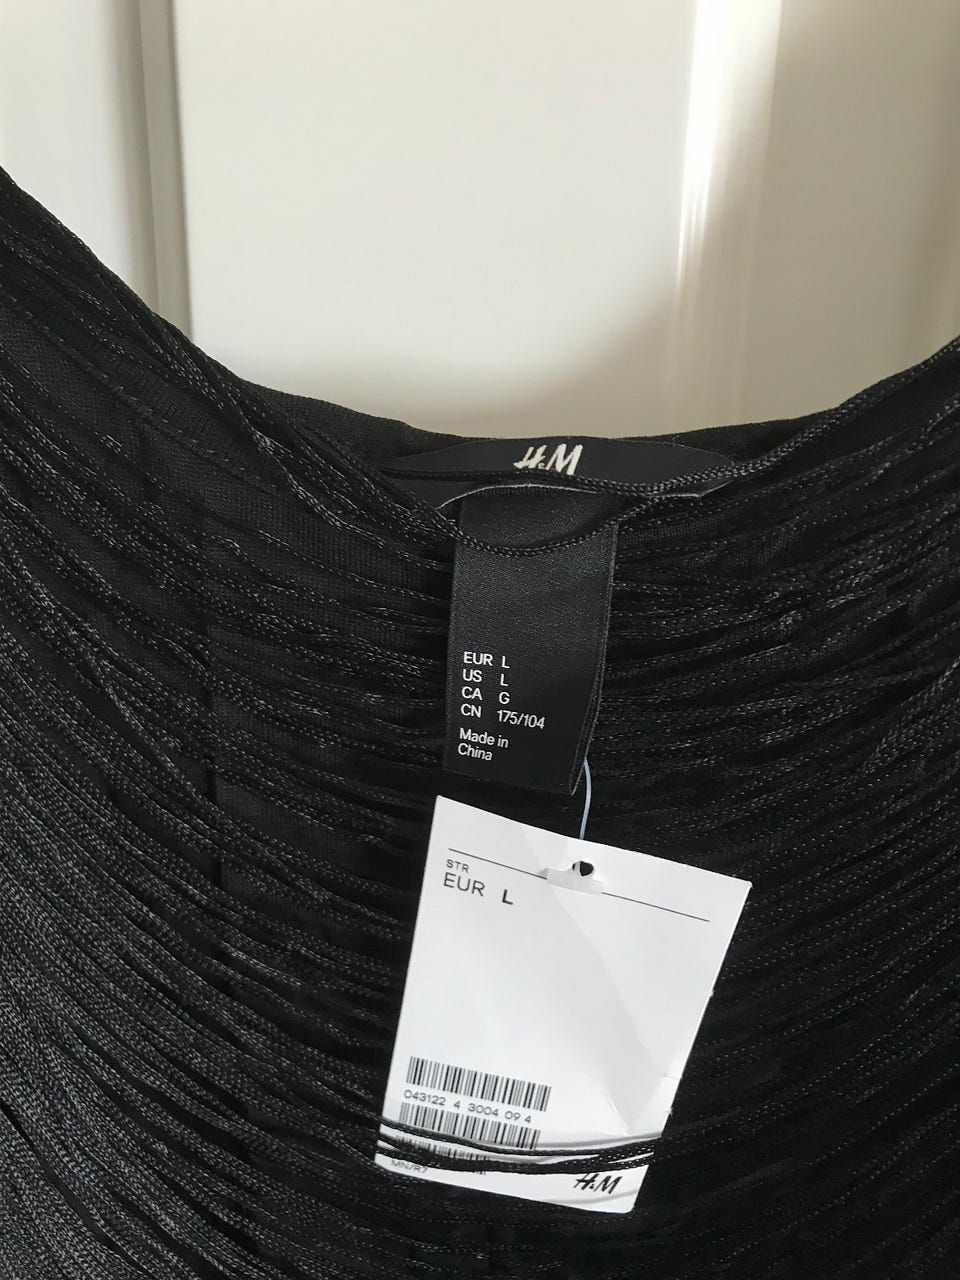 H&M
EUR L
US L
CA G
CN 175/104
Made in
China
STR
EUR L
043122 4 3004 09 4
MN/R7
H&M